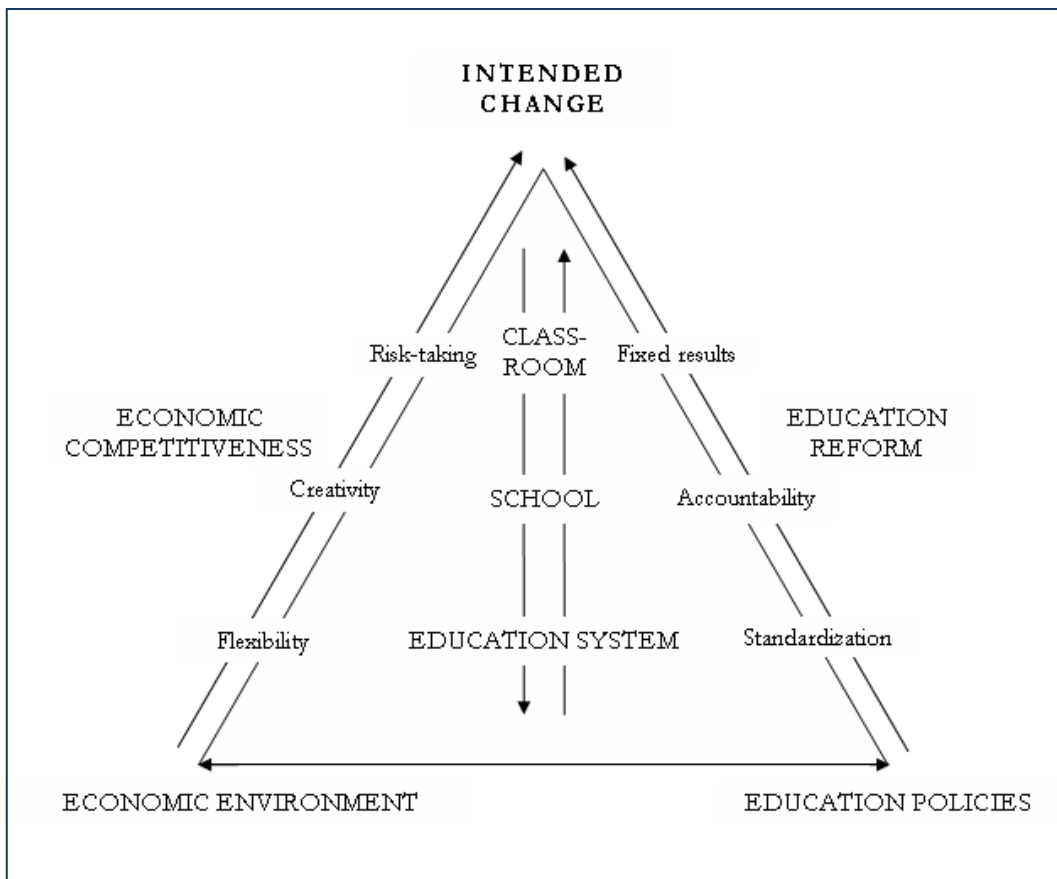 INTENDED
CHANGE
Risk-taking
CLASS-
ROOM
Fixed results
ECONOMIC
COMPETITIVENESS
EDUCATION
REFORM
Creativity
SCHOOL
Accountability
Flexibility
EDUCATION SYSTEM
Standardization
ECONOMIC ENVIRONMENT
EDUCATION POLICIES